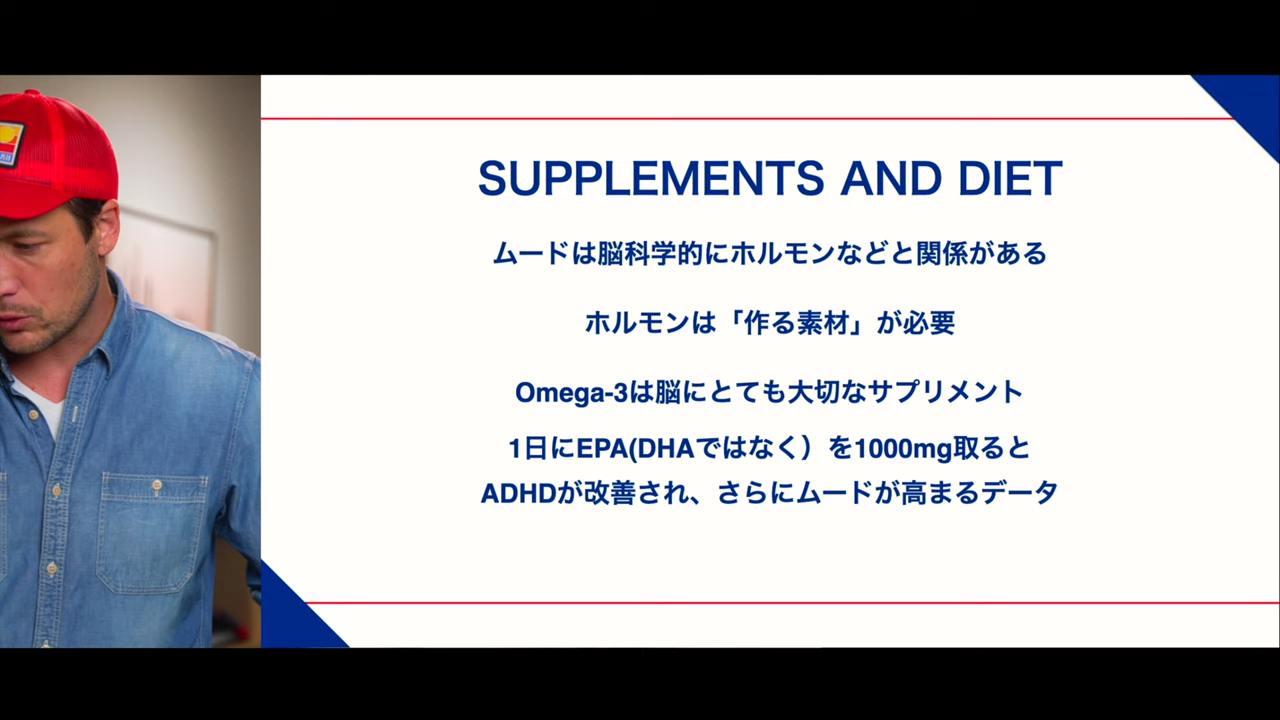 SUPPLEMENTS AND DIET
ムードは脳科学的にホルモンなどと関係がある
ホルモンは「作る素材」が必要
Omega-3は脳にとても大切なサプリメント
1日にEPA(DHAではなく）を1000mg取ると
ADHDが改善され、さらにムードが高まるデータ